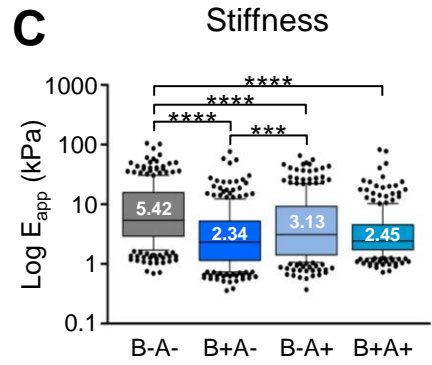 C
Stiffness
Log E_app (kPa)
1000
100
10
1
0.1
****
****
****
***
5.42
2.34
3.13
2.45
B-A-
B+A-
B-A+
B+A+